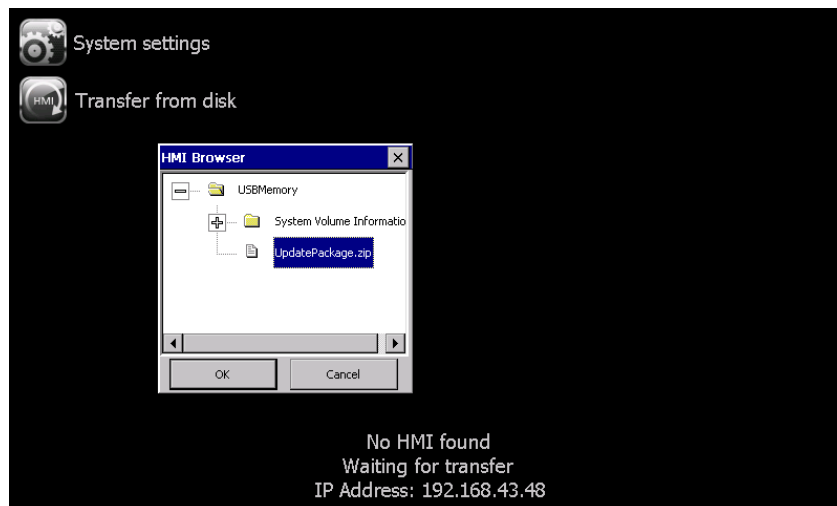 System settings
HMI
Transfer from disk
HMI Browser
USBMemory
System Volume Informatio
UpdatePackage.zip
OK
Cancel
No HMI found
Waiting for transfer
IP Address: 192.168.43.48